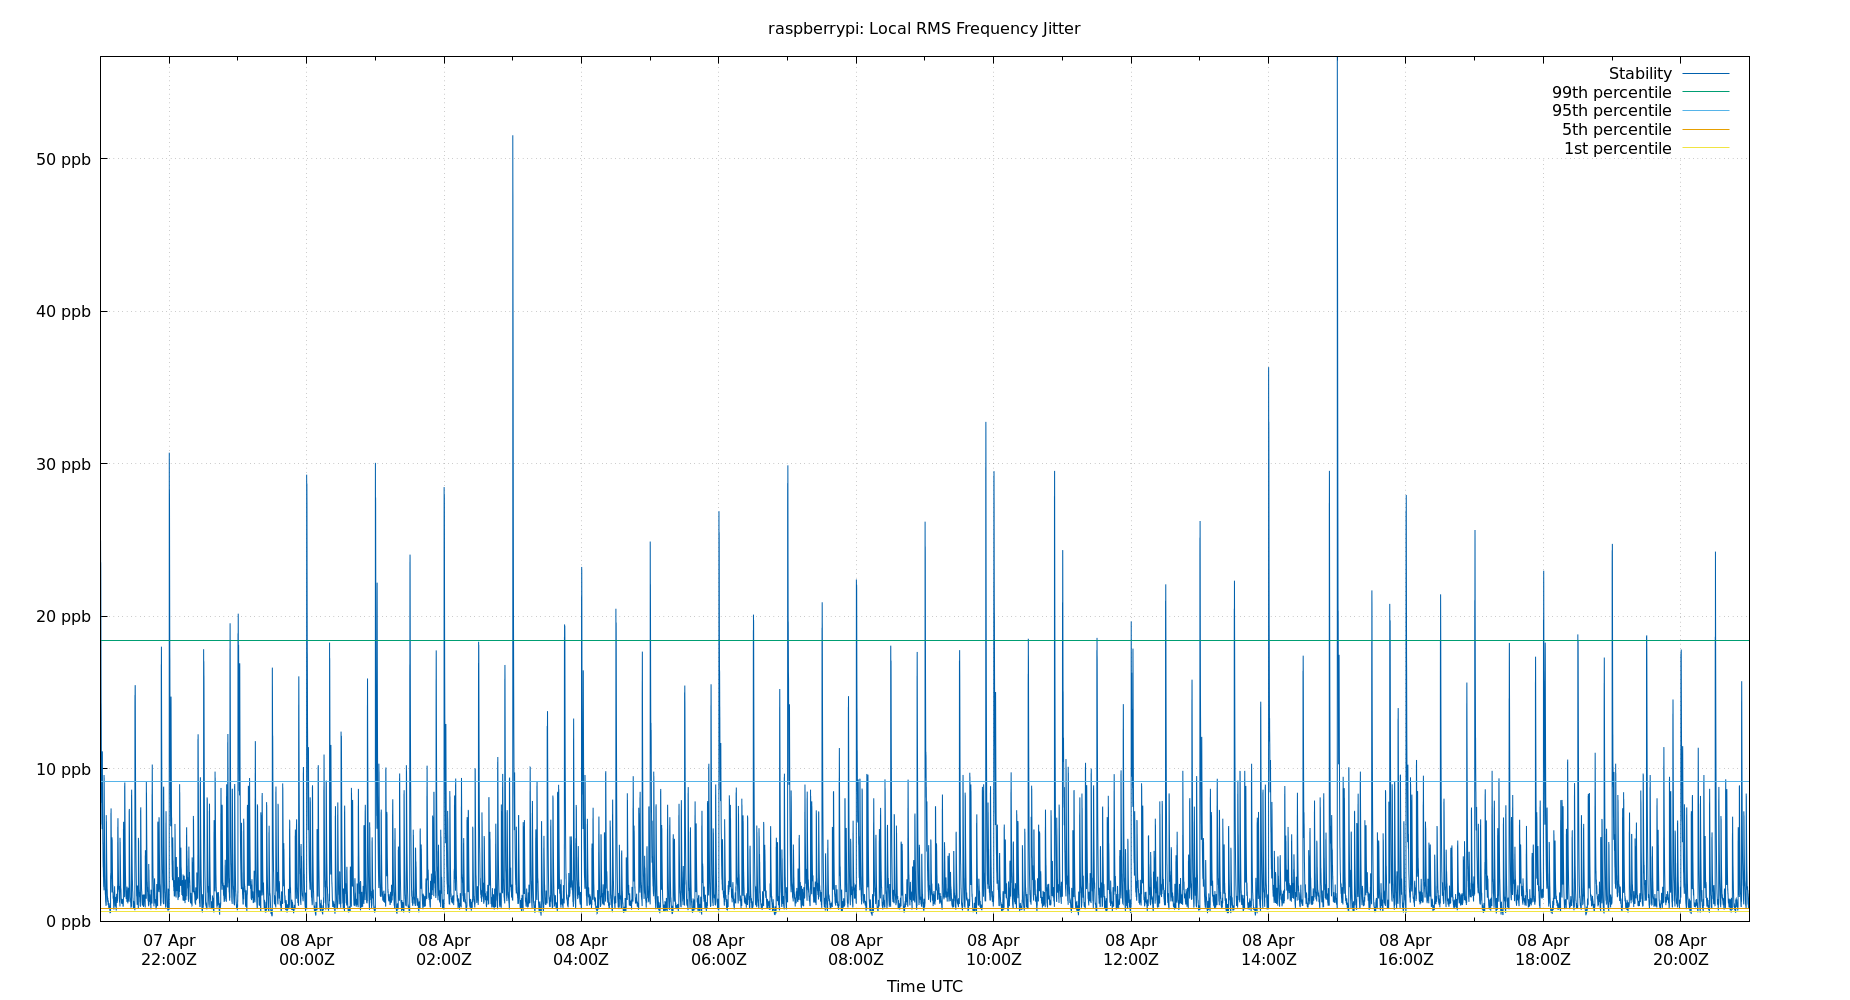 raspberrypi: Local RMS Frequency Jitter
Stability
99th percentile
95th percentile
5th percentile
1st percentile
50 ppb
40 ppb
30 ppb
20 ppb
10 ppb
0 ppb
07 Apr 08 Apr 08 Apr 08 Apr 08 Apr 08 Apr 08 Apr 08 Apr 08 Apr 08 Apr 08 Apr 08 Apr
22:00Z 00:00Z 02:00Z 04:00Z 06:00Z 08:00Z 10:00Z 12:00Z 14:00Z 16:00Z 18:00Z 20:00Z
Time UTC